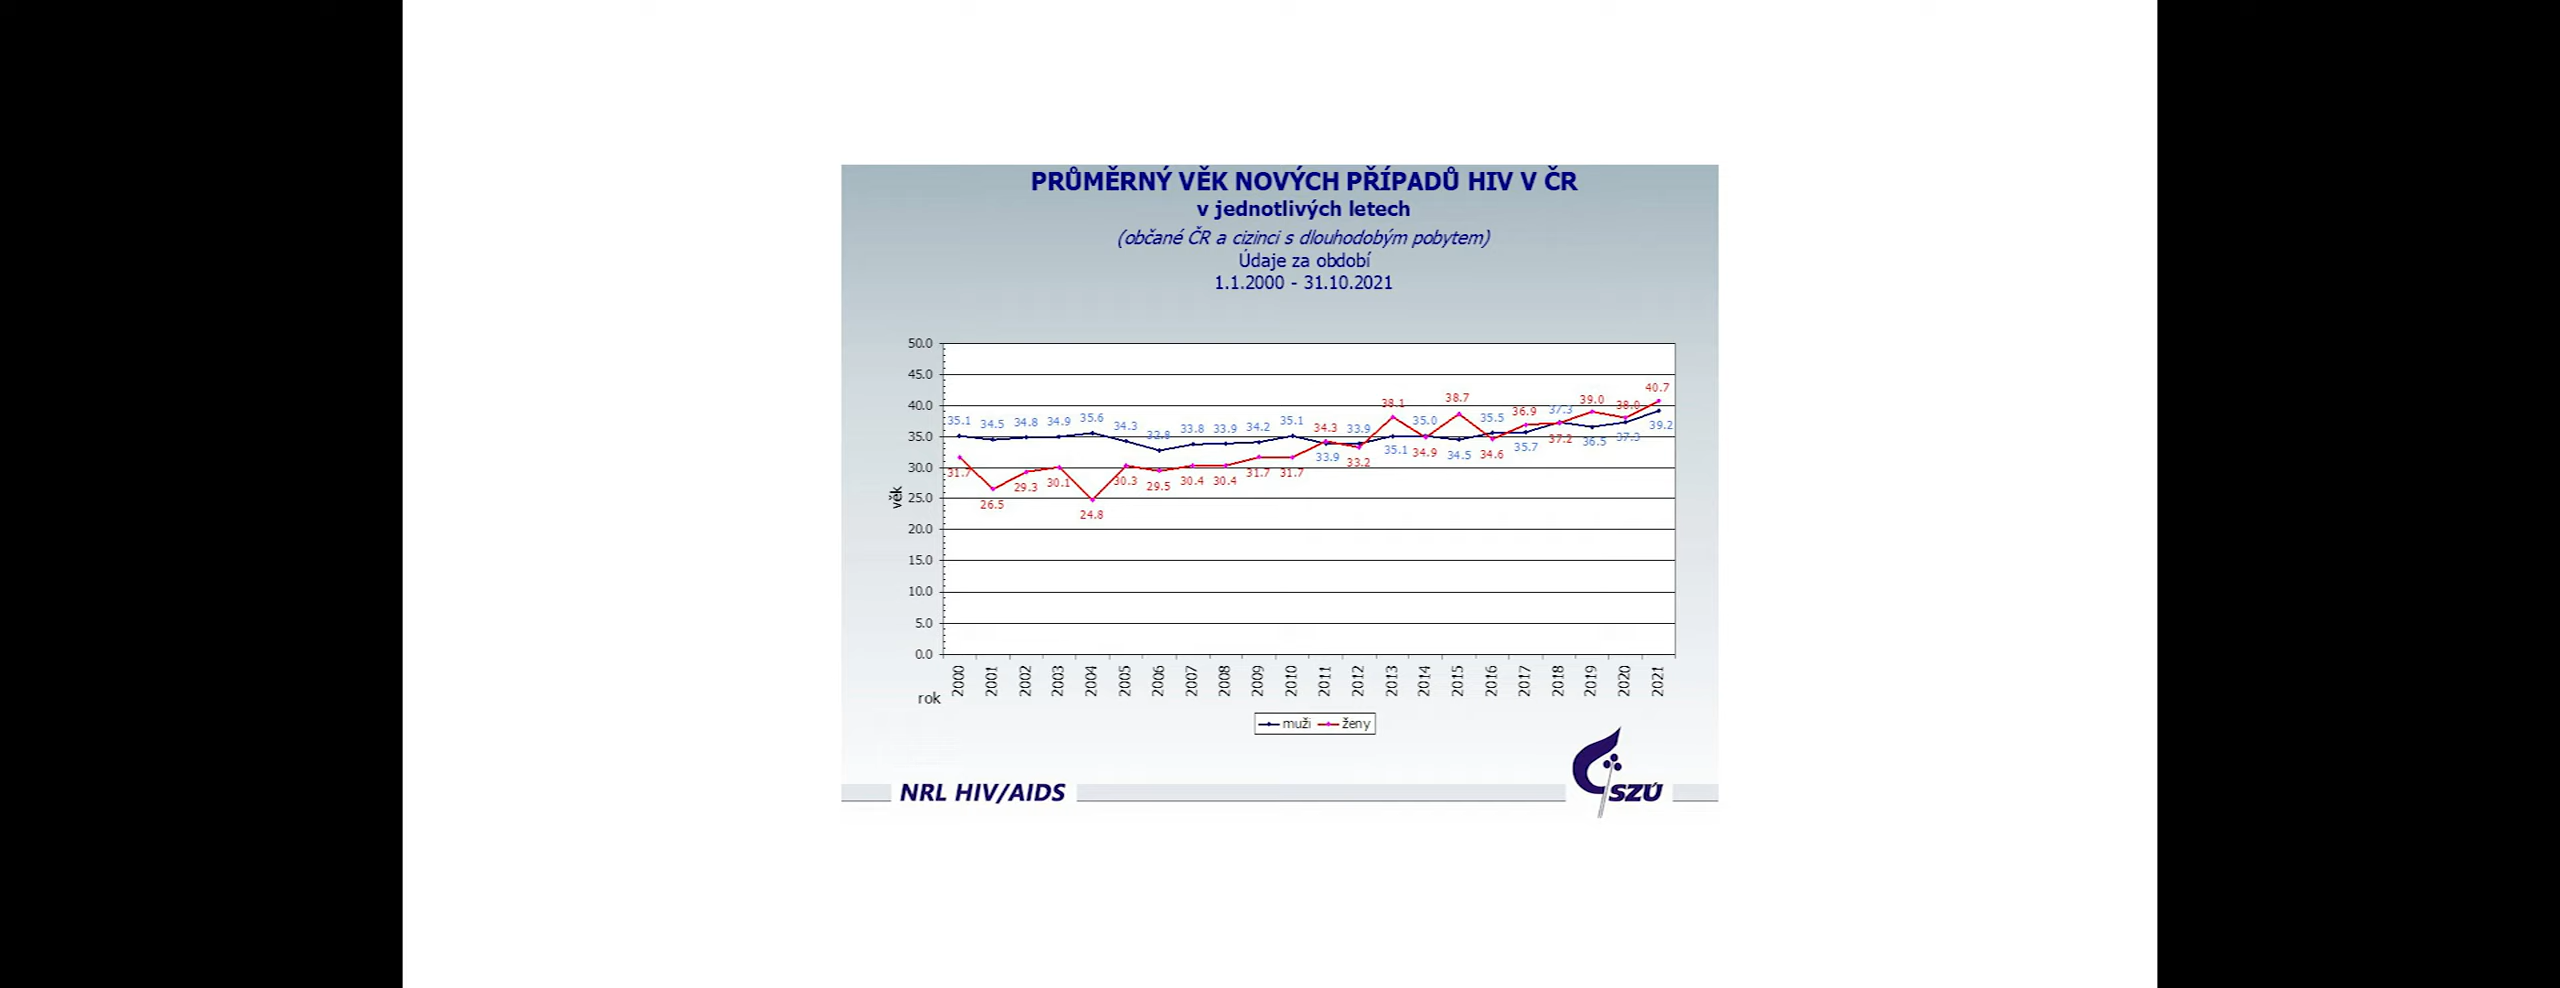 PRŮMĚRNÝ VĚK NOVÝCH PŘÍPADŮ HIV V ČR
v jednotlivých letech
(občané ČR a cizinci s dlouhodobým pobytem)
Údaje za období
1.1.2000 - 31.10.2021
50.0
45.0
40.0
35.0
30.0
25.0
20.0
15.0
10.0
5.0
0.0
věk
35.1 34.5 34.8 34.9 35.6 34.3 32.8 33.8 33.9 34.2 35.1 33.9 33.9 35.1 35.0 34.5 35.5 35.7 37.3 36.5 37.3 39.2
31.7 26.5 29.3 30.1 24.8 30.3 29.5 30.4 30.4 31.7 31.7 34.3 33.2 38.1 34.9 38.7 34.6 36.9 37.2 39.0 38.0 40.7
2000 2001 2002 2003 2004 2005 2006 2007 2008 2009 2010 2011 2012 2013 2014 2015 2016 2017 2018 2019 2020 2021
rok
muži ženy
NRL HIV/AIDS
SZÚ